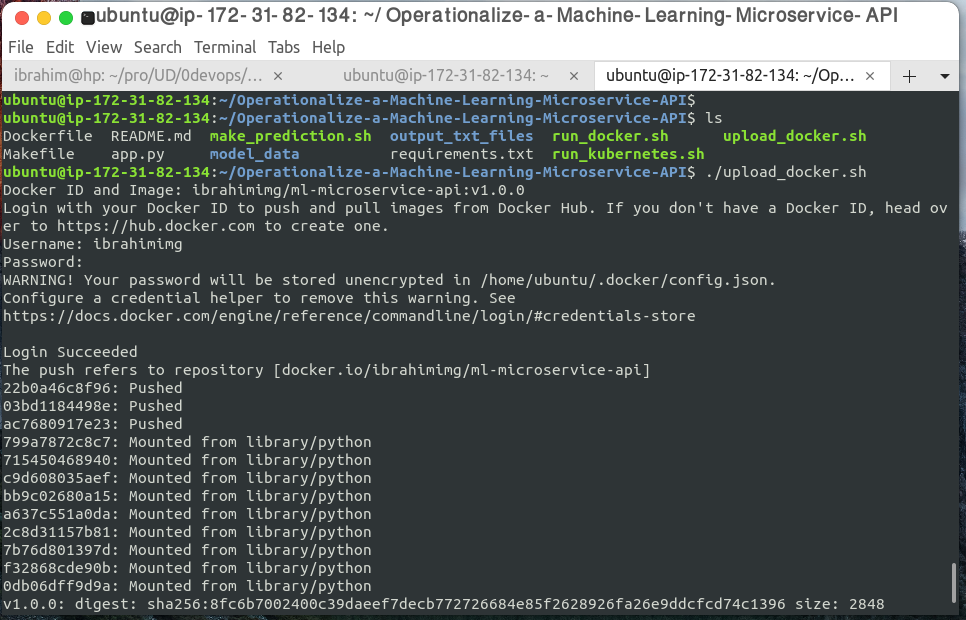 ubuntu@ip-172-31-82-134: ~/Operationalize-a-Machine-Learning-Microservice-API
File Edit View Search Terminal Tabs Help
ibrahim@hp: ~/pro/UD/0devops/... × ubuntu@ip-172-31-82-134: ~ × ubuntu@ip-172-31-82-134: ~/Op... ×
ubuntu@ip-172-31-82-134:~/Operationalize-a-Machine-Learning-Microservice-API$
ubuntu@ip-172-31-82-134:~/Operationalize-a-Machine-Learning-Microservice-API$ ls
Dockerfile README.md make_prediction.sh output_txt_files run_docker.sh upload_docker.sh
Makefile app.py model_data requirements.txt run_kubernetes.sh
ubuntu@ip-172-31-82-134:~/Operationalize-a-Machine-Learning-Microservice-API$ ./upload_docker.sh
Docker ID and Image: ibrahimimg/ml-microservice-api:v1.0.0
Login with your Docker ID to push and pull images from Docker Hub. If you don't have a Docker ID, head ov
er to https://hub.docker.com to create one.
Username: ibrahimimg
Password:
WARNING! Your password will be stored unencrypted in /home/ubuntu/.docker/config.json.
Configure a credential helper to remove this warning. See
https://docs.docker.com/engine/reference/commandline/login/#credentials-store
Login Succeeded
The push refers to repository [docker.io/ibrahimimg/ml-microservice-api]
22b0a46c8f96: Pushed
03bd1184498e: Pushed
ac7680917e23: Pushed
799a7872c8c7: Mounted from library/python
715450468940: Mounted from library/python
c9d608035aef: Mounted from library/python
bb9c02680a15: Mounted from library/python
a637c551a0da: Mounted from library/python
2c8d31157b81: Mounted from library/python
7b76d801397d: Mounted from library/python
f32868cde90b: Mounted from library/python
0db06dff9d9a: Mounted from library/python
v1.0.0: digest: sha256:8fc6b7002400c39daeef7decb772726684e85f2628926fa26e9ddcfcd74c1396 size: 2848